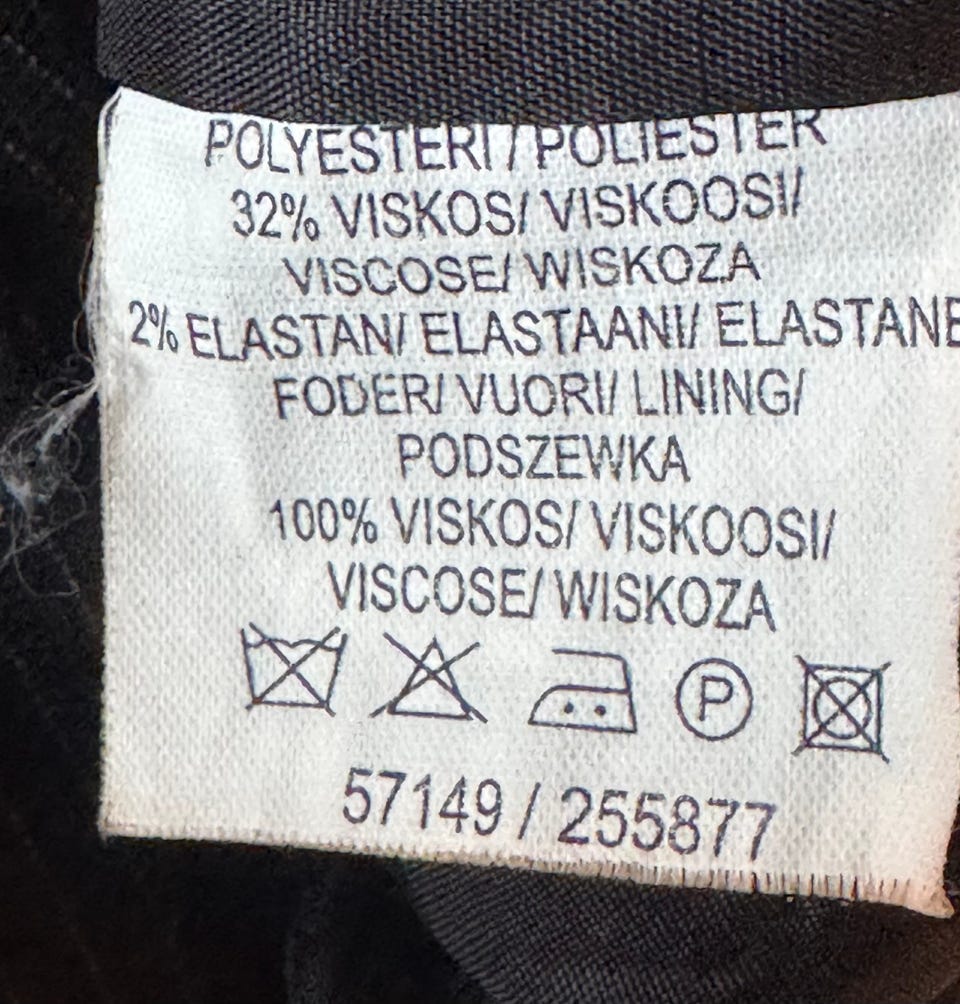 POLYESTERI / POLIESTER
32% VISKOS/ VISKOOSI/
VISCOSE/ WISKOZA
2% ELASTAN/ ELASTAANI/ ELASTANE
FODER/ VUORI/ LINING/
PODSZEWKA
100% VISKOS/ VISKOOSI/
VISCOSE/ WISKOZA
P
57149 / 255877